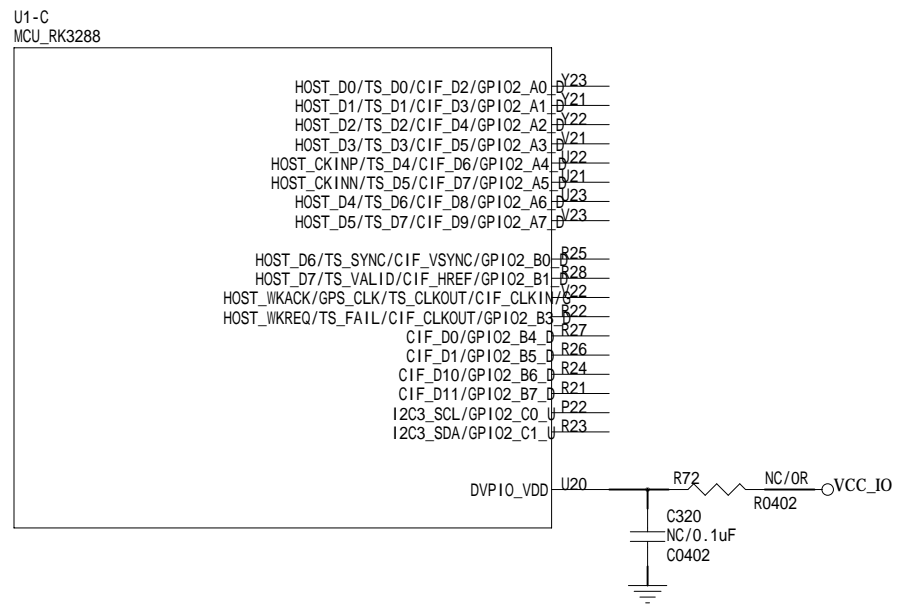 U1-C
MCU_RK3288
HOST_D0/TS_D0/CIF_D2/GPIO2_A0_D Y23
HOST_D1/TS_D1/CIF_D3/GPIO2_A1_D Y21
HOST_D2/TS_D2/CIF_D4/GPIO2_A2_D Y22
HOST_D3/TS_D3/CIF_D5/GPIO2_A3_D V21
HOST_CKINP/TS_D4/CIF_D6/GPIO2_A4_D U22
HOST_CKINN/TS_D5/CIF_D7/GPIO2_A5_D U21
HOST_D4/TS_D6/CIF_D8/GPIO2_A6_D U23
HOST_D5/TS_D7/CIF_D9/GPIO2_A7_D V23
HOST_D6/TS_SYNC/CIF_VSYNC/GPIO2_B0_D R25
HOST_D7/TS_VALID/CIF_HREF/GPIO2_B1_D R28
HOST_WKACK/GPS_CLK/TS_CLKOUT/CIF_CLKIN/G V22
HOST_WKREQ/TS_FAIL/CIF_CLKOUT/GPIO2_B3_D R22
CIF_D0/GPIO2_B4_D R27
CIF_D1/GPIO2_B5_D R26
CIF_D10/GPIO2_B6_D R24
CIF_D11/GPIO2_B7_D R21
I2C3_SCL/GPIO2_C0_U P22
I2C3_SDA/GPIO2_C1_U R23
DVPIO_VDD U20
R72 NC/0R VCC_IO
R0402
C320
NC/0.1uF
C0402